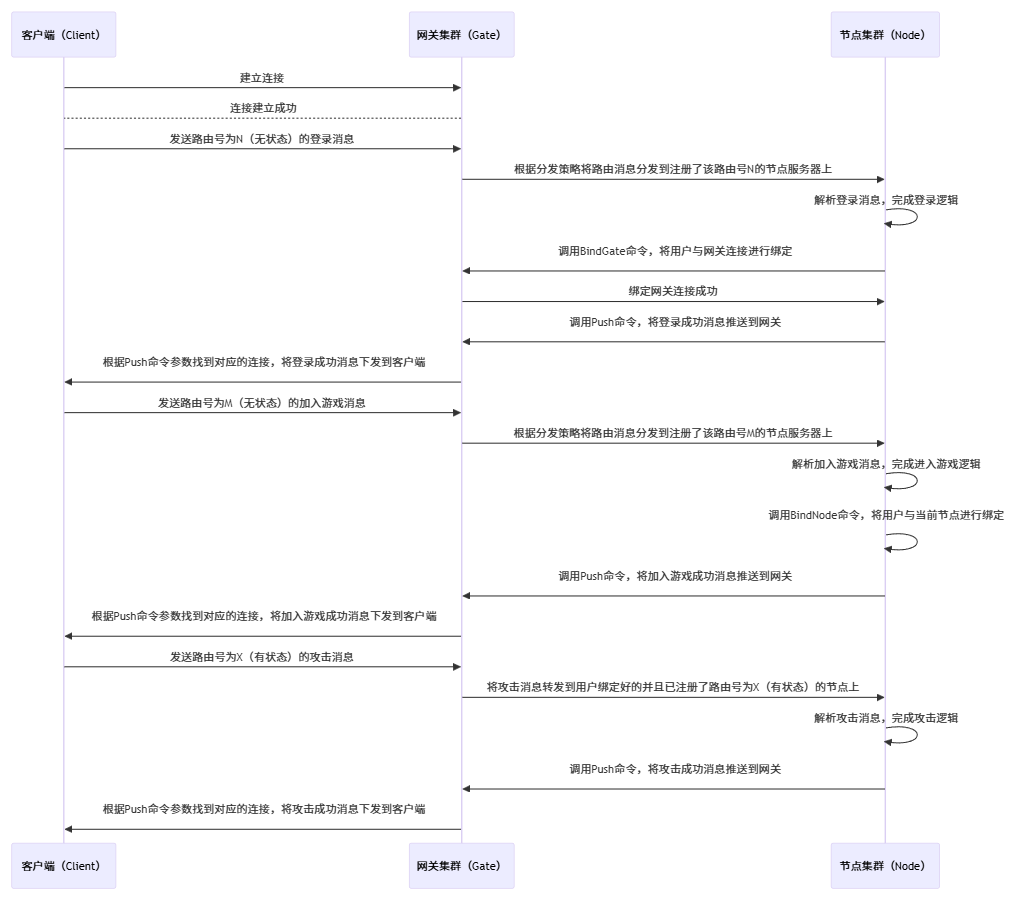 客户端（Client）
网关集群（Gate）
节点集群（Node）
建立连接
连接建立成功
发送路由号为N（无状态）的登录消息
根据分发策略将路由消息分发到注册了该路由号N的节点服务器上
解析登录消息，完成登录逻辑
调用BindGate命令，将用户与网关连接进行绑定
绑定网关连接成功
调用Push命令，将登录成功消息推送到网关
根据Push命令参数找到对应的连接，将登录成功消息下发到客户端
发送路由号为M（无状态）的加入游戏消息
根据分发策略将路由消息分发到注册了该路由号M的节点服务器上
解析加入游戏消息，完成进入游戏逻辑
调用BindNode命令，将用户与当前节点进行绑定
调用Push命令，将加入游戏成功消息推送到网关
根据Push命令参数找到对应的连接，将加入游戏成功消息下发到客户端
发送路由号为X（有状态）的攻击消息
将攻击消息转发到用户绑定好的并且已注册了路由号为X（有状态）的节点上
解析攻击消息，完成攻击逻辑
调用Push命令，将攻击成功消息推送到网关
根据Push命令参数找到对应的连接，将攻击成功消息下发到客户端
客户端（Client）
网关集群（Gate）
节点集群（Node）